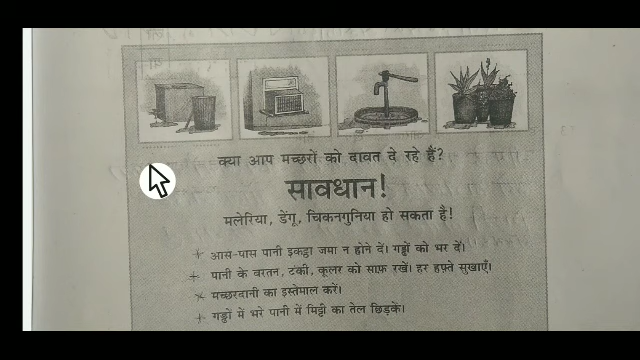 क्या आप मच्छरों को दावत दे रहे हैं?
सावधान!
मलेरिया, डेंगू, चिकनगुनिया हो सकता है!
आस-पास पानी इकट्ठा जमा न होने दें। गड्ढों को भर दें।
पानी के बरतन, टंकी, कूलर को साफ़ रखें। हर हफ़्ते सुखाएँ।
मच्छरदानी का इस्तेमाल करें।
गड्ढों में भरे पानी में मिट्टी का तेल छिड़कें।